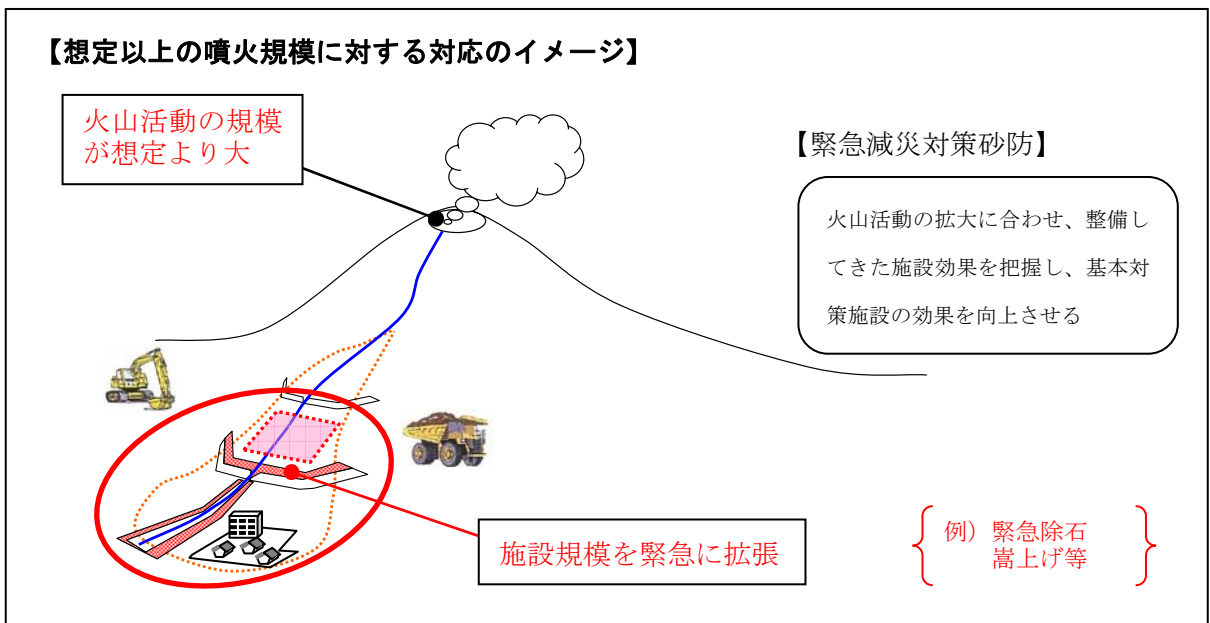 【想定以上の噴火規模に対する対応のイメージ】
火山活動の規模
が想定より大
【緊急減災対策砂防】
火山活動の拡大に合わせ、整備し
てきた施設効果を把握し、基本対
策施設の効果を向上させる
施設規模を緊急に拡張
例）緊急除石
嵩上げ等